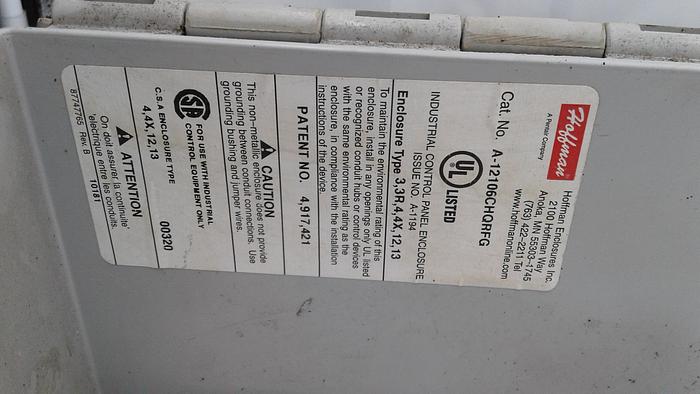 Hoffman
A Pentair Company
Hoffman Enclosures Inc.
2100 Hoffman Way
Anoka, MN 55303-1745
(763) 422-2211 Tel
www.hoffmanonline.com
Cat. No. A-12106CHQRFG
UL LISTED
INDUSTRIAL CONTROL PANEL ENCLOSURE
ISSUE NO. A-1194
Enclosure Type 3,3R,4,4X,12,13
To maintain the environmental rating of this
enclosure, install in any openings only UL listed
or recognized conduit hubs or control devices
with the same environmental rating as the
enclosure, in compliance with the installation
instructions of the device.
PATENT NO. 4,917,421
CAUTION
This non-metallic enclosure does not provide
grounding between conduit connections. Use
grounding bushing and jumper wires.
SA
FOR USE WITH INDUSTRIAL
CONTROL EQUIPMENT ONLY
C.S.A ENCLOSURE TYPE
4,4X,12,13
00320
ATTENTION
On doit assurer, la continuite'
'electrique entre les conduits.
87747765 Rev. B
10181